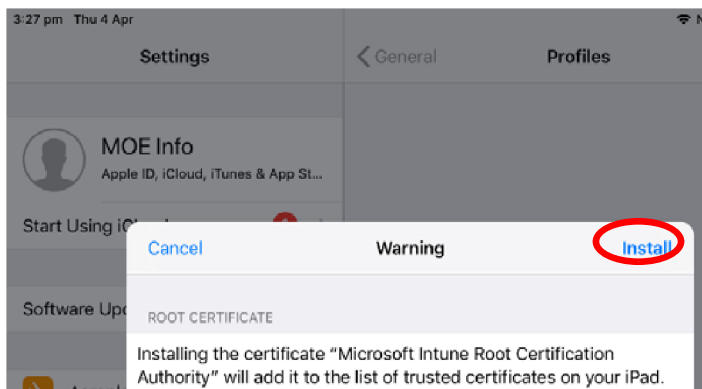 3:27 pm Thu 4 Apr
Settings
General
Profiles
MOE Info
Apple ID, iCloud, iTunes & App St...
Start Using
Cancel
Warning
Install
Software
ROOT CERTIFICATE
Installing the certificate “Microsoft Intune Root Certification
Authority” will add it to the list of trusted certificates on your iPad.